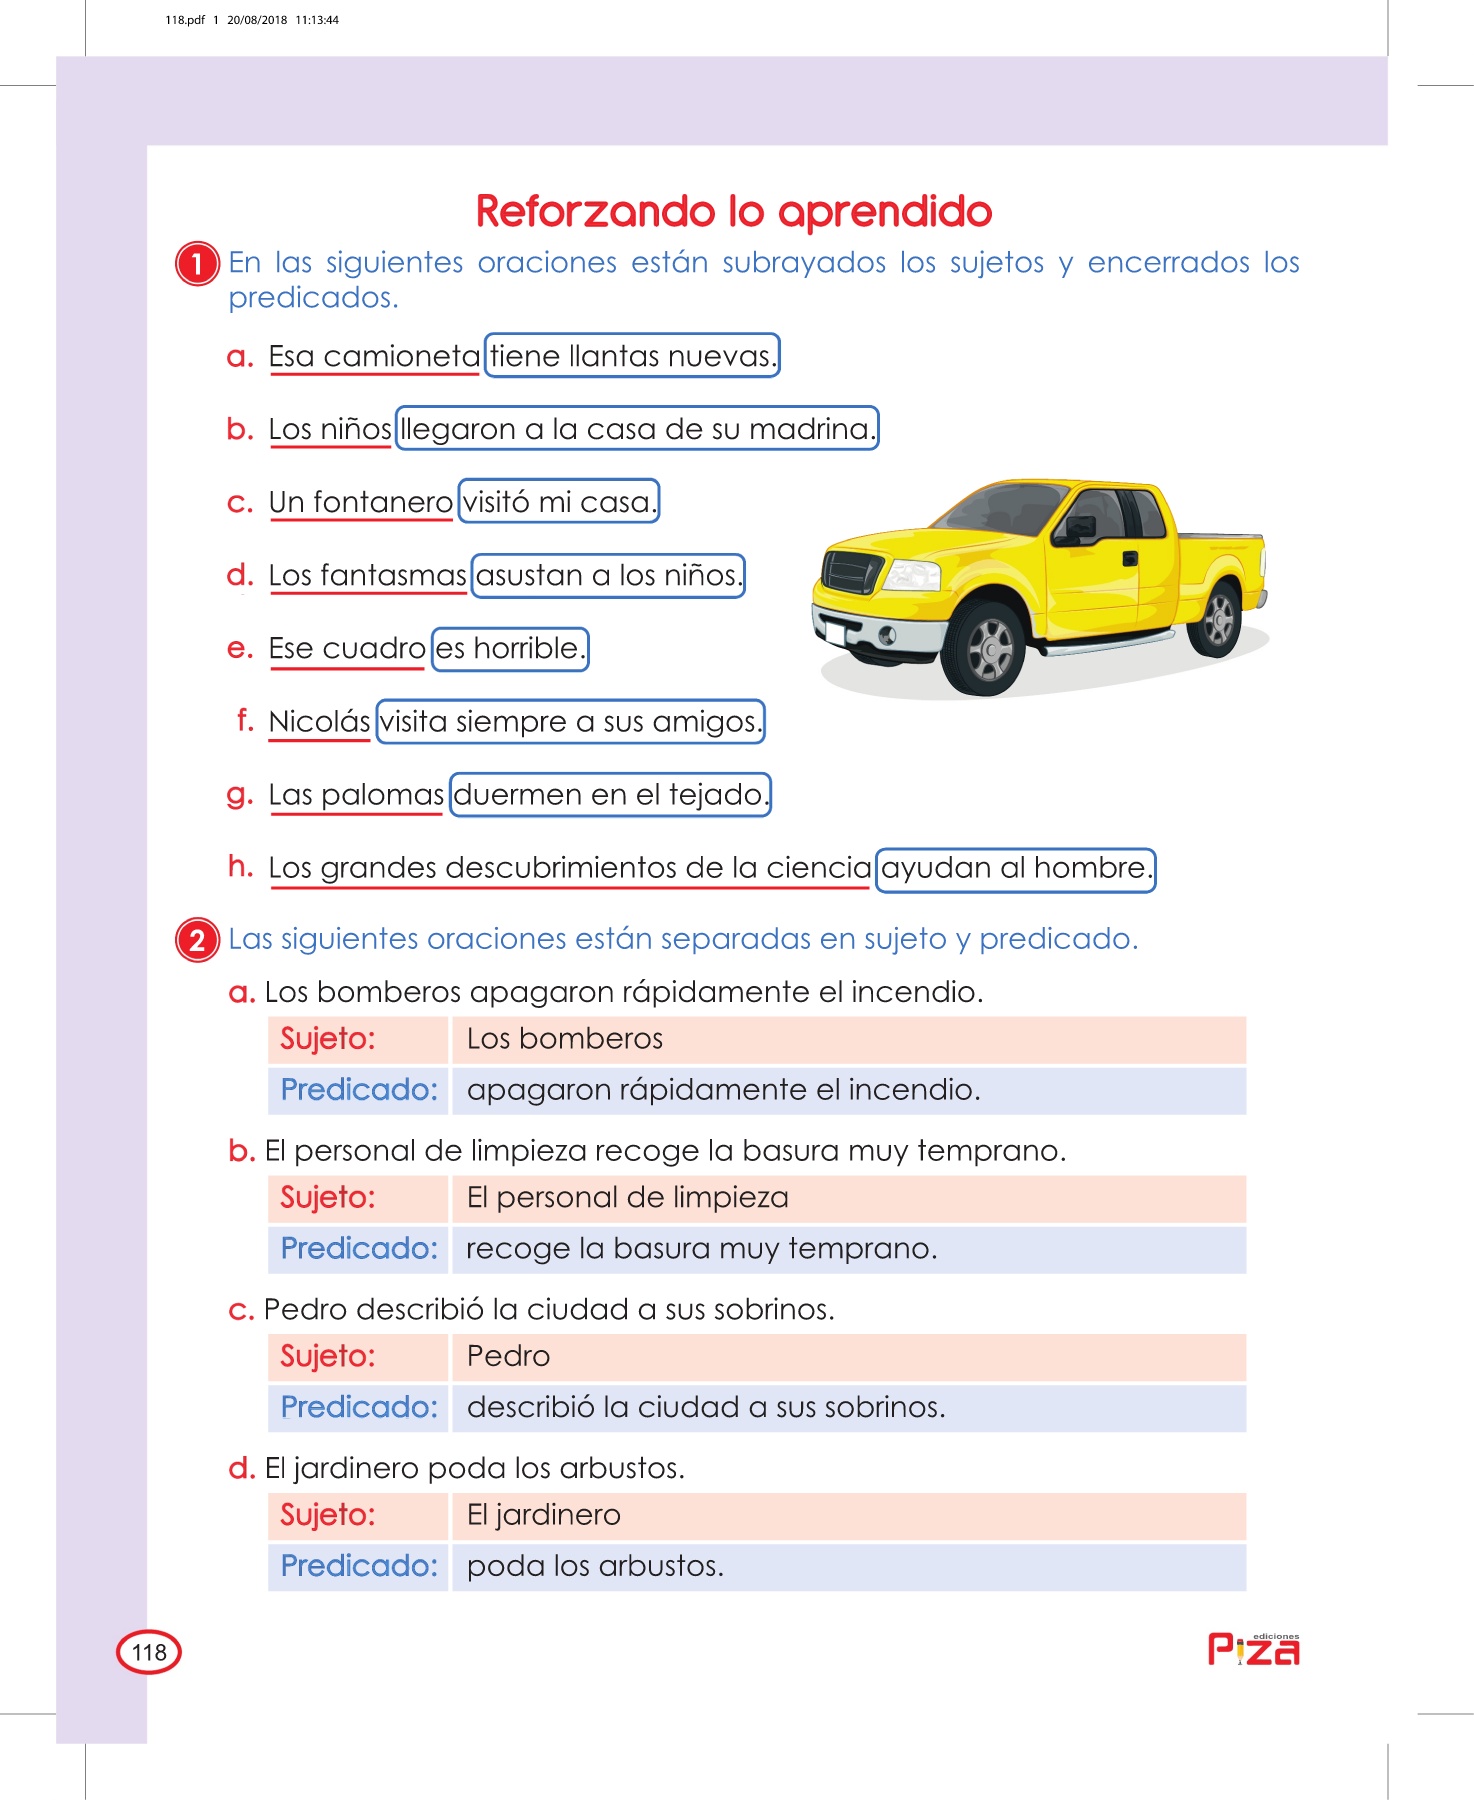 118.pdf 1 20/08/2018 11:13:44
Reforzando lo aprendido
1 En las siguientes oraciones están subrayados los sujetos y encerrados los
predicados.
a. Esa camioneta tiene llantas nuevas.
b. Los niños llegaron a la casa de su madrina.
c. Un fontanero visitó mi casa.
d. Los fantasmas asustan a los niños.
e. Ese cuadro es horrible.
f. Nicolás visita siempre a sus amigos.
g. Las palomas duermen en el tejado.
h. Los grandes descubrimientos de la ciencia ayudan al hombre.
2 Las siguientes oraciones están separadas en sujeto y predicado.
a. Los bomberos apagaron rápidamente el incendio.
Sujeto: Los bomberos
Predicado: apagaron rápidamente el incendio.
b. El personal de limpieza recoge la basura muy temprano.
Sujeto: El personal de limpieza
Predicado: recoge la basura muy temprano.
c. Pedro describió la ciudad a sus sobrinos.
Sujeto: Pedro
Predicado: describió la ciudad a sus sobrinos.
d. El jardinero poda los arbustos.
Sujeto: El jardinero
Predicado: poda los arbustos.
118
ediciones
Piza